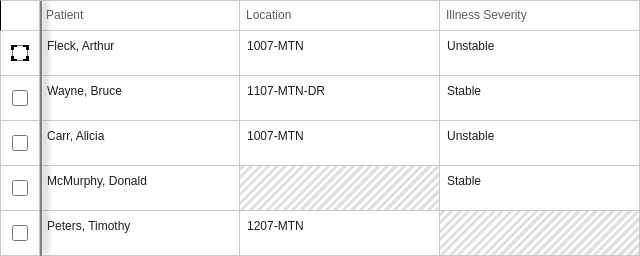 Patient Location Illness Severity
Fleck, Arthur 1007-MTN Unstable
Wayne, Bruce 1107-MTN-DR Stable
Carr, Alicia 1007-MTN Unstable
McMurphy, Donald Stable
Peters, Timothy 1207-MTN